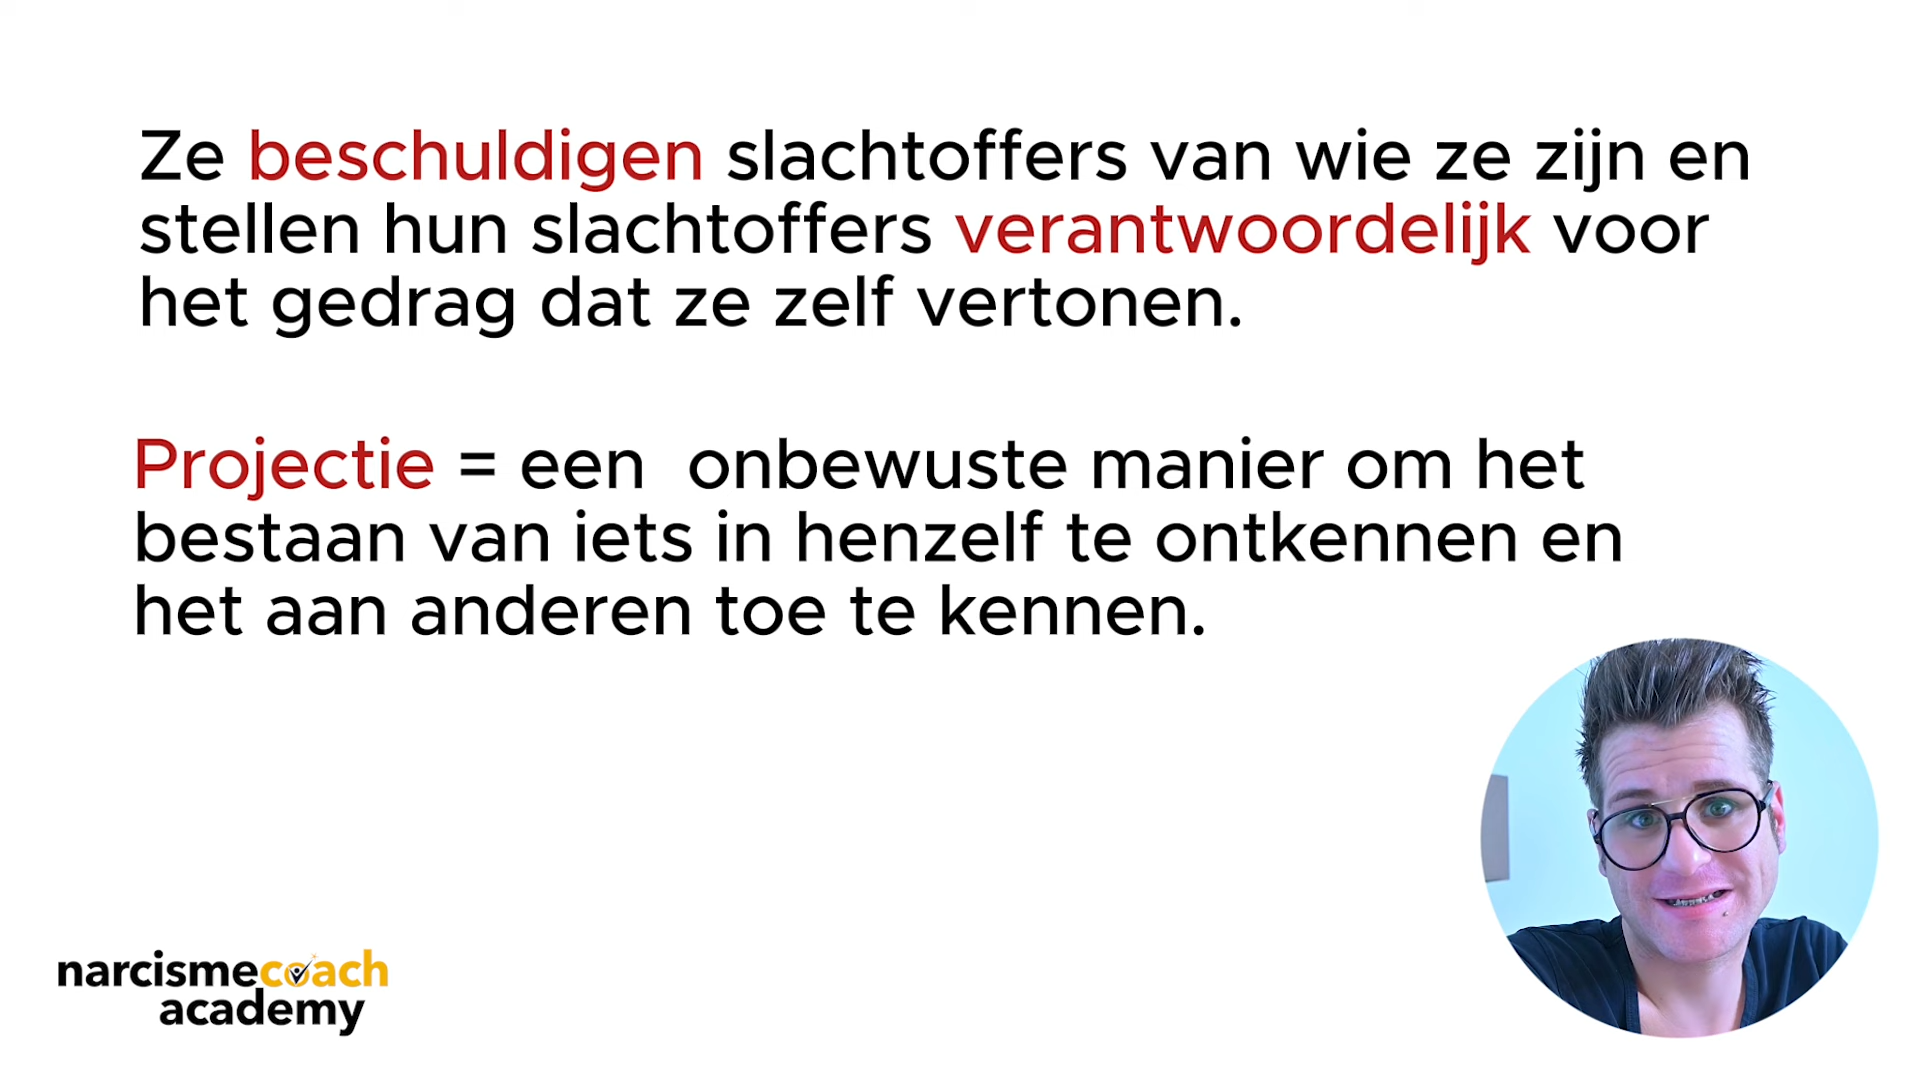 Ze beschuldigen slachtoffers van wie ze zijn en
stellen hun slachtoffers verantwoordelijk voor
het gedrag dat ze zelf vertonen.
Projectie = een  onbewuste manier om het
bestaan van iets in henzelf te ontkennen en
het aan anderen toe te kennen.
narcismecoach
academy